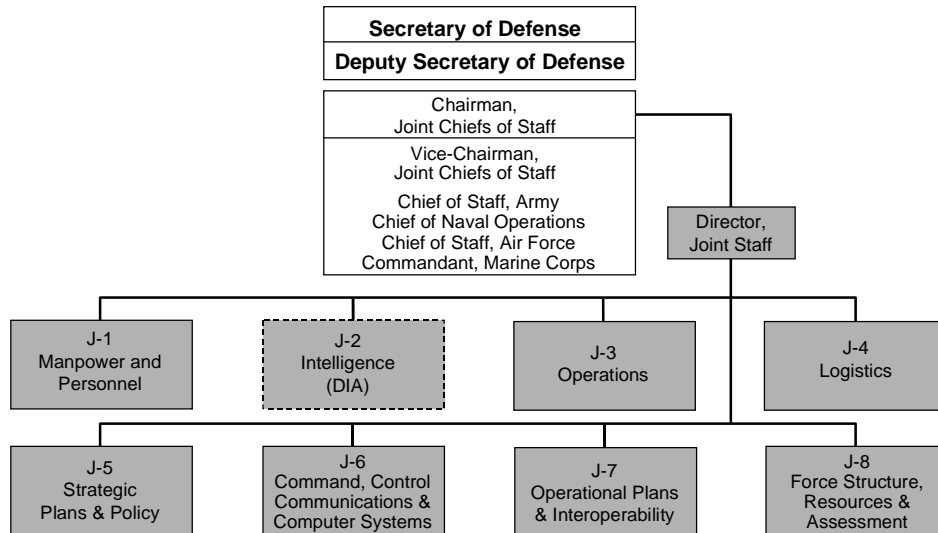 Secretary of Defense
Deputy Secretary of Defense
Chairman,
Joint Chiefs of Staff
Vice-Chairman,
Joint Chiefs of Staff
Chief of Staff, Army
Chief of Naval Operations
Chief of Staff, Air Force
Commandant, Marine Corps
Director,
Joint Staff
J-1
Manpower and
Personnel
J-2
Intelligence
(DIA)
J-3
Operations
J-4
Logistics
J-5
Strategic
Plans & Policy
J-6
Command, Control
Communications &
Computer Systems
J-7
Operational Plans
& Interoperability
J-8
Force Structure,
Resources &
Assessment